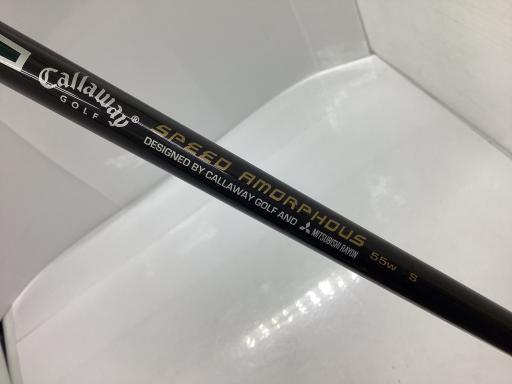 Callaway®
GOLF
SPEED AMORPHOUS 55w S
DESIGNED BY CALLAWAY GOLF AND MITSUBISHI RAYON